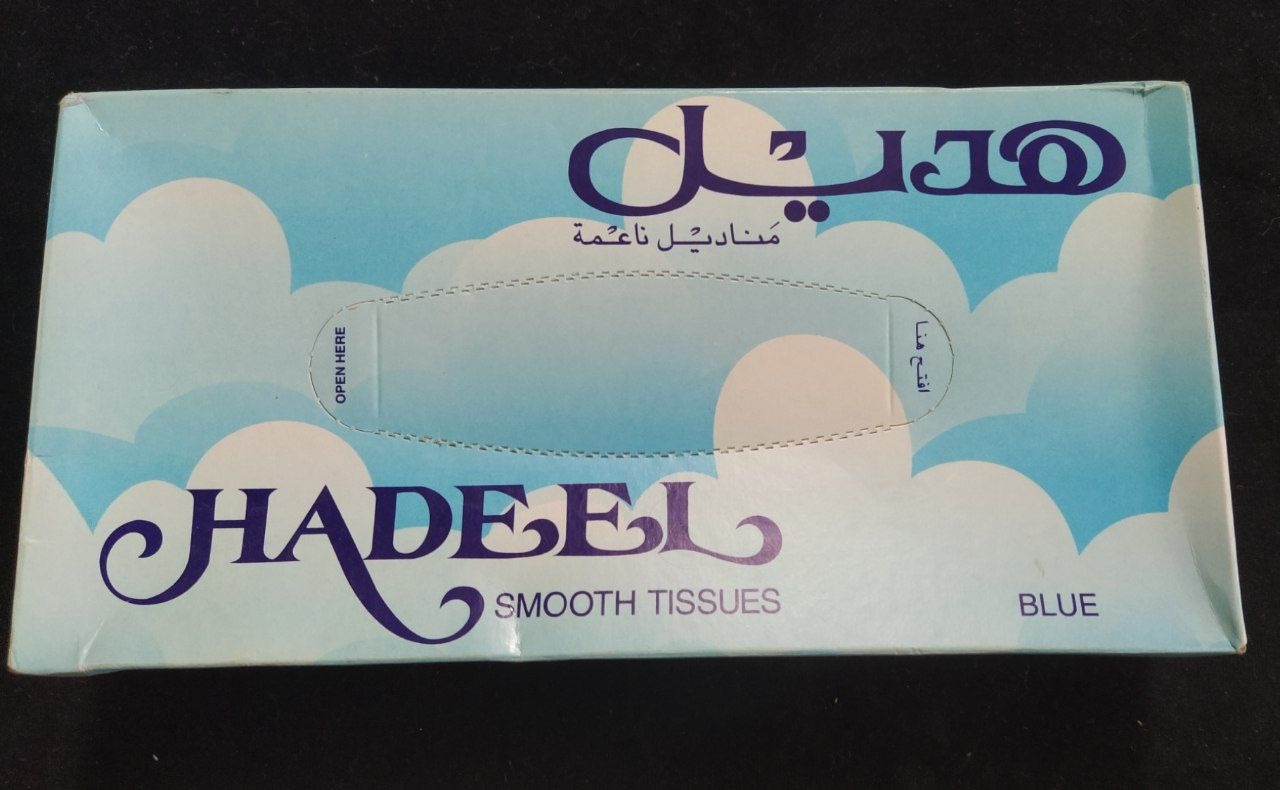 هديل
مناديل ناعمة
OPEN HERE
افتح هنا
HADEEL
SMOOTH TISSUES
BLUE